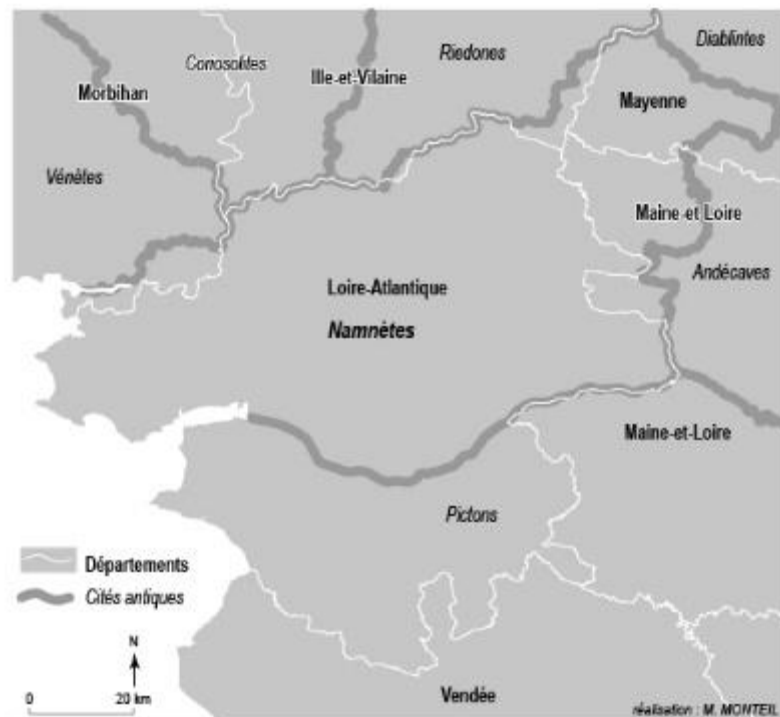 Diablintes
Riedones
Coriosolites
Ille-et-Vilaine
Morbihan
Mayenne
Vénètes
Maine et Loire
Andécaves
Loire-Atlantique
Namnètes
Maine-et-Loire
Pictons
Départements
Cités antiques
N
0 20 km
Vendée
réalisation : M. MONTEIL